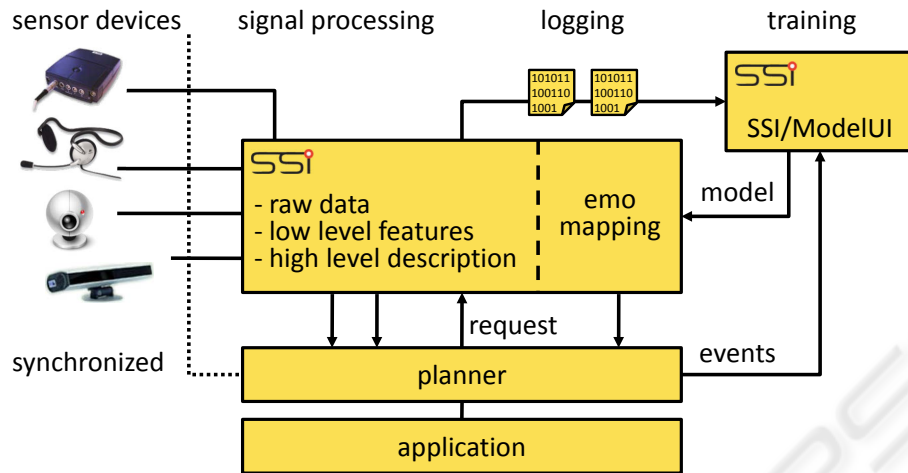 sensor devices
signal processing
logging
training
101011
100110
1001
101011
100110
1001
SSI
SSI/ModelUI
SSI
- raw data
- low level features
- high level description
emo
mapping
model
request
synchronized
planner
events
application